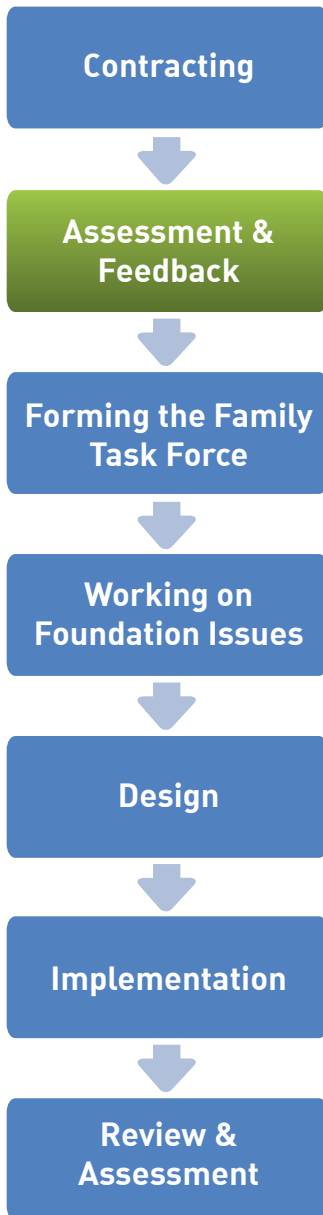 Contracting
Assessment &
Feedback
Forming the Family
Task Force
Working on
Foundation Issues
Design
Implementation
Review &
Assessment